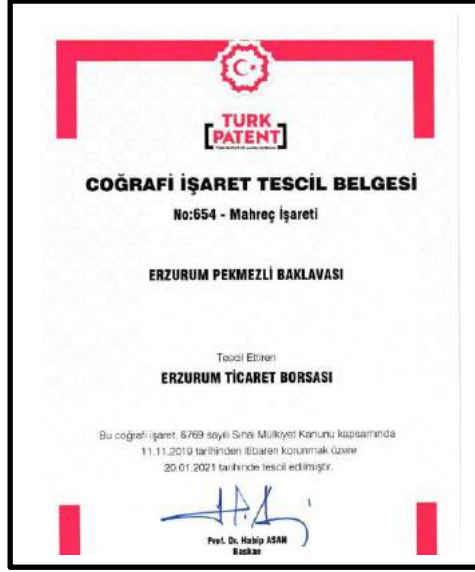 TÜRK
PATENT
COĞRAFİ İŞARET TESCİL BELGESİ
No:654 - Mahreç İşareti
ERZURUM PEKMEZLİ BAKLAVASI
Tescil Ettiren
ERZURUM TİCARET BORSASI
Bu coğrafi işaret, 6769 sayılı Sınai Mülkiyet Kanunu kapsamında
11.11.2019 tarihinden itibaren korunmak üzere
20.01.2021 tarihinde tescil edilmiştir.
Prof. Dr. Habip ASAN
Başkan